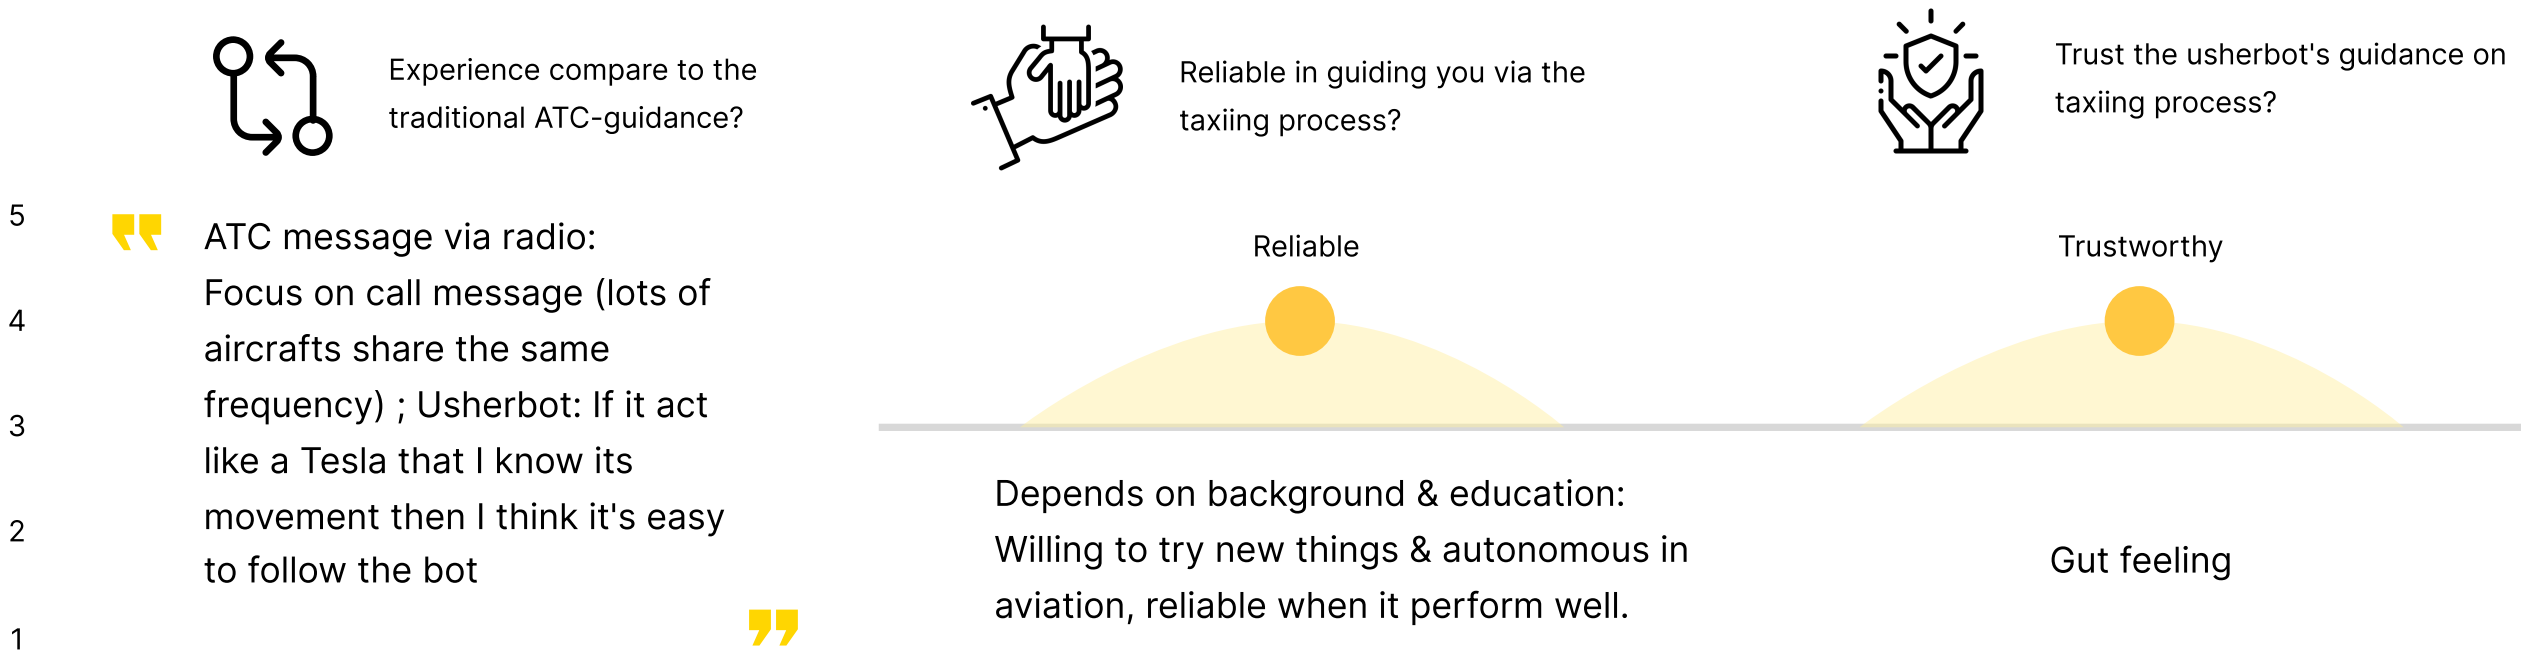 Experience compare to the
traditional ATC-guidance?
Reliable in guiding you via the
taxiing process?
Trust the usherbot's guidance on
taxiing process?
5
4
3
2
1
ATC message via radio:
Focus on call message (lots of
aircrafts share the same
frequency) ; Usherbot: If it act
like a Tesla that I know its
movement then I think it's easy
to follow the bot
Reliable
Depends on background & education:
Willing to try new things & autonomous in
aviation, reliable when it perform well.
Trustworthy
Gut feeling